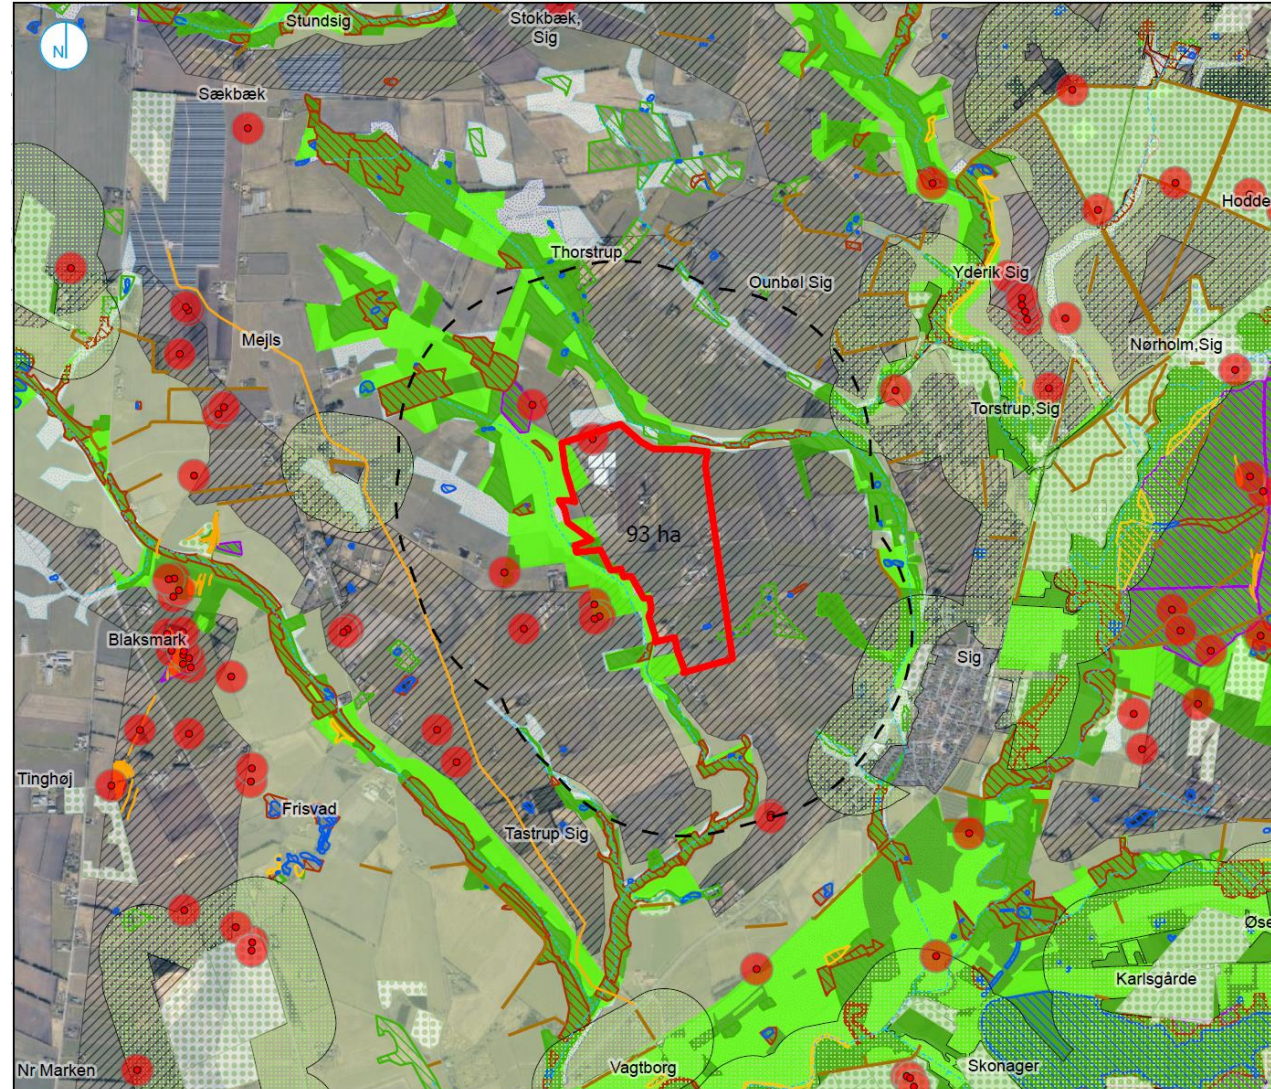 Stundsig
Stokbæk,
Sig
N
Sækbæk
Hodde
Thorstrup
Yderik Sig
Ounbøl Sig
Mejls
Nørholm,Sig
Torstrup,Sig
93 ha
Blaksmark
Sig
Tinghøj
Frisvad
Tastrup Sig
Øse
Karlsgårde
Nr Marken
Vagtborg
Skonager